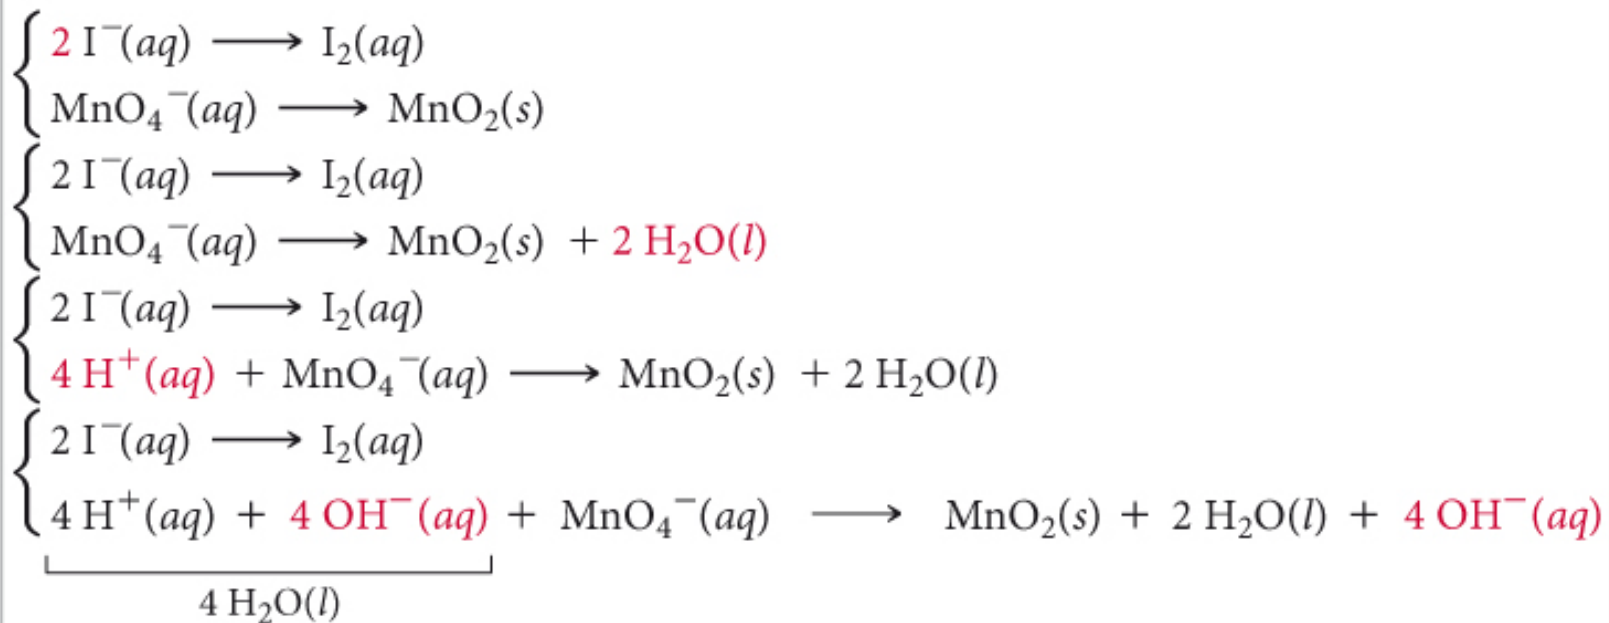 2 I⁻(aq) ⟶ I₂(aq)
MnO₄⁻(aq) ⟶ MnO₂(s)
2 I⁻(aq) ⟶ I₂(aq)
MnO₄⁻(aq) ⟶ MnO₂(s) + 2 H₂O(l)
2 I⁻(aq) ⟶ I₂(aq)
4 H⁺(aq) + MnO₄⁻(aq) ⟶ MnO₂(s) + 2 H₂O(l)
2 I⁻(aq) ⟶ I₂(aq)
4 H⁺(aq) + 4 OH⁻(aq) + MnO₄⁻(aq) ⟶ MnO₂(s) + 2 H₂O(l) + 4 OH⁻(aq)
4 H₂O(l)